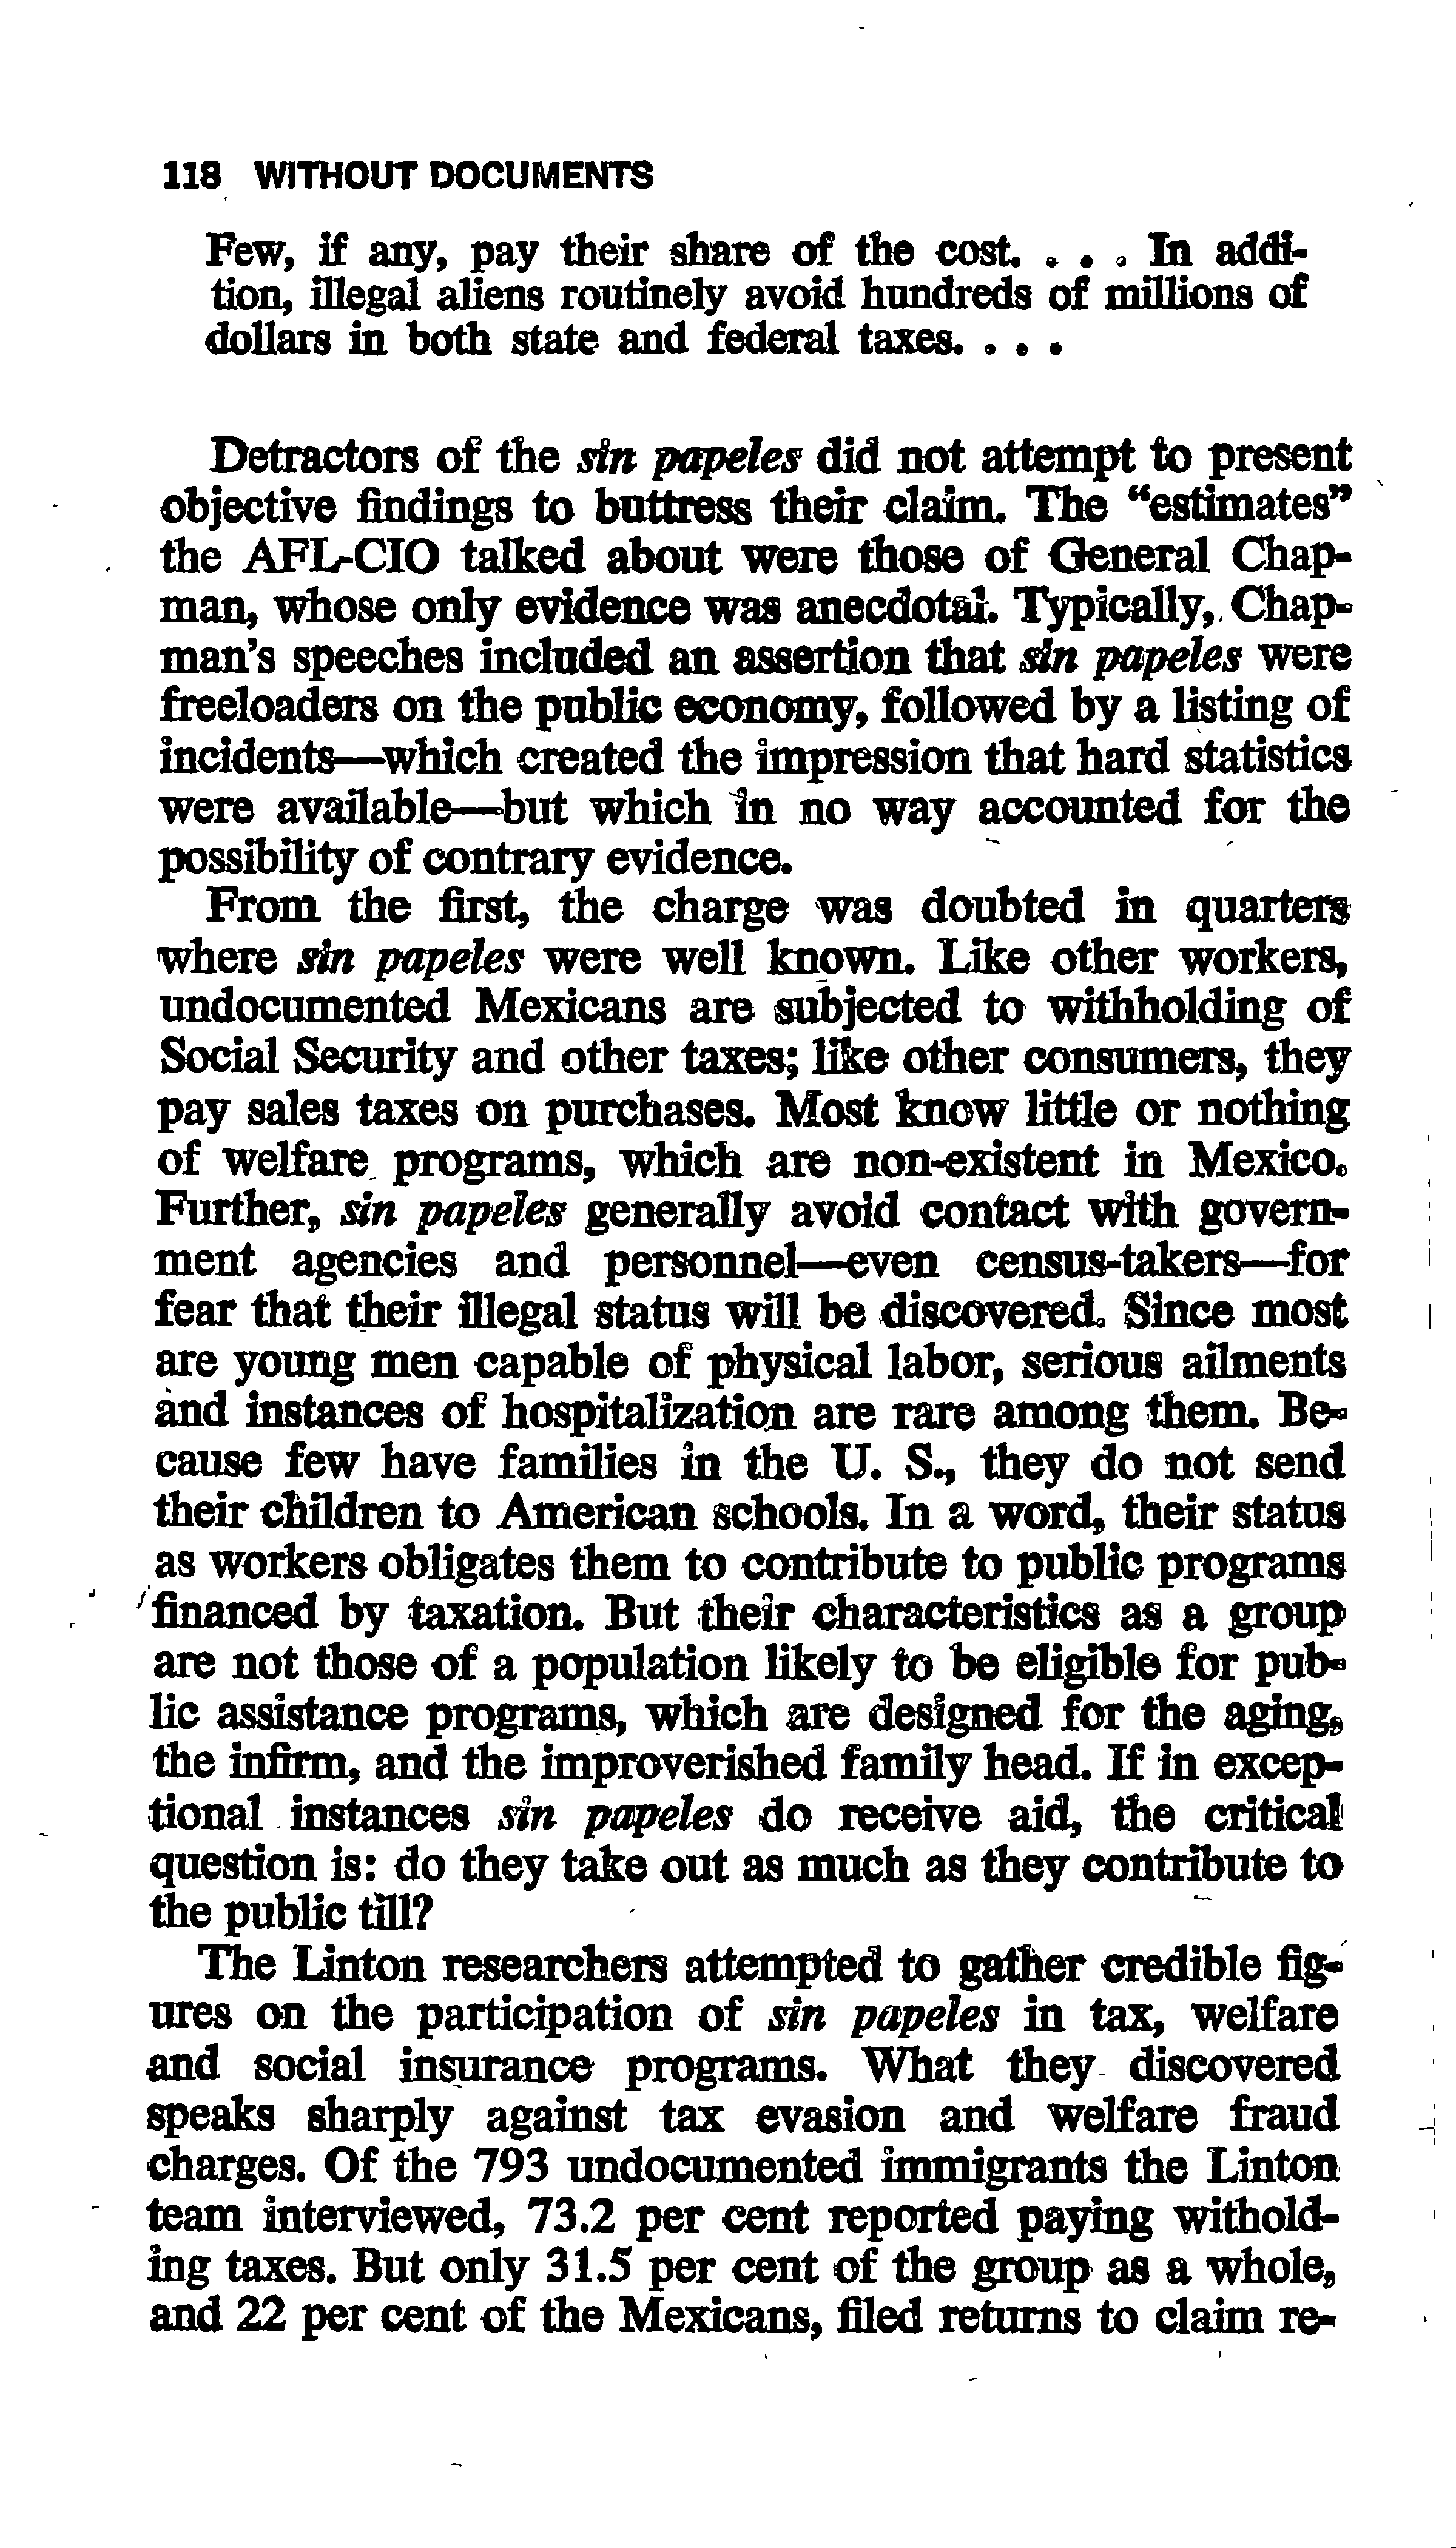 118 WITHOUT DOCUMENTS
Few, if any, pay their share of the cost. . . . In addi-
tion, illegal aliens routinely avoid hundreds of millions of
dollars in both state and federal taxes. . . .
Detractors of the sin papeles did not attempt to present
objective findings to buttress their claim. The “estimates”
the AFL-CIO talked about were those of General Chap-
man, whose only evidence was anecdotal. Typically, Chap-
man’s speeches included an assertion that sin papeles were
freeloaders on the public economy, followed by a listing of
incidents—which created the impression that hard statistics
were available—but which in no way accounted for the
possibility of contrary evidence.
From the first, the charge was doubted in quarters
where sin papeles were well known. Like other workers,
undocumented Mexicans are subjected to withholding of
Social Security and other taxes; like other consumers, they
pay sales taxes on purchases. Most know little or nothing
of welfare programs, which are non-existent in Mexico.
Further, sin papeles generally avoid contact with govern-
ment agencies and personnel—even census-takers—for
fear that their illegal status will be discovered. Since most
are young men capable of physical labor, serious ailments
and instances of hospitalization are rare among them. Be-
cause few have families in the U. S., they do not send
their children to American schools. In a word, their status
as workers obligates them to contribute to public programs
financed by taxation. But their characteristics as a group
are not those of a population likely to be eligible for pub-
lic assistance programs, which are designed for the aging,
the infirm, and the improverished family head. If in excep-
tional instances sin papeles do receive aid, the critical
question is: do they take out as much as they contribute to
the public till?
The Linton researchers attempted to gather credible fig-
ures on the participation of sin papeles in tax, welfare
and social insurance programs. What they discovered
speaks sharply against tax evasion and welfare fraud
charges. Of the 793 undocumented immigrants the Linton
team interviewed, 73.2 per cent reported paying withold-
ing taxes. But only 31.5 per cent of the group as a whole,
and 22 per cent of the Mexicans, filed returns to claim re-